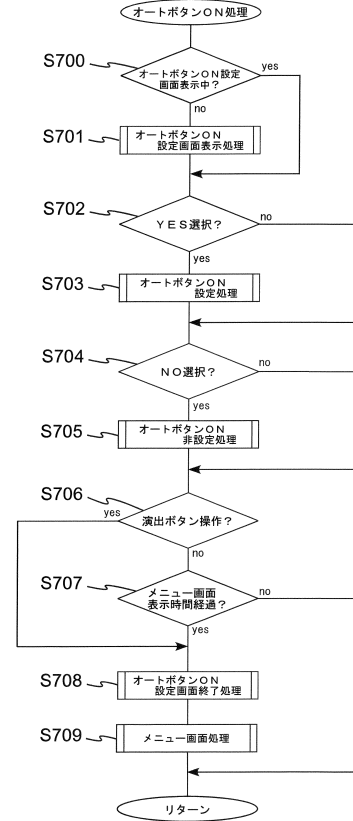 オートボタンＯＮ処理
S700
オートボタンＯＮ設定
画面表示中？
yes
no
S701
オートボタンＯＮ
設定画面表示処理
S702
ＹＥＳ選択？
no
yes
S703
オートボタンＯＮ
設定処理
S704
ＮＯ選択？
no
yes
S705
オートボタンＯＮ
非設定処理
S706
yes
演出ボタン操作？
no
S707
メニュー画面
表示時間経過？
no
yes
S708
オートボタンＯＮ
設定画面終了処理
S709
メニュー画面処理
リターン